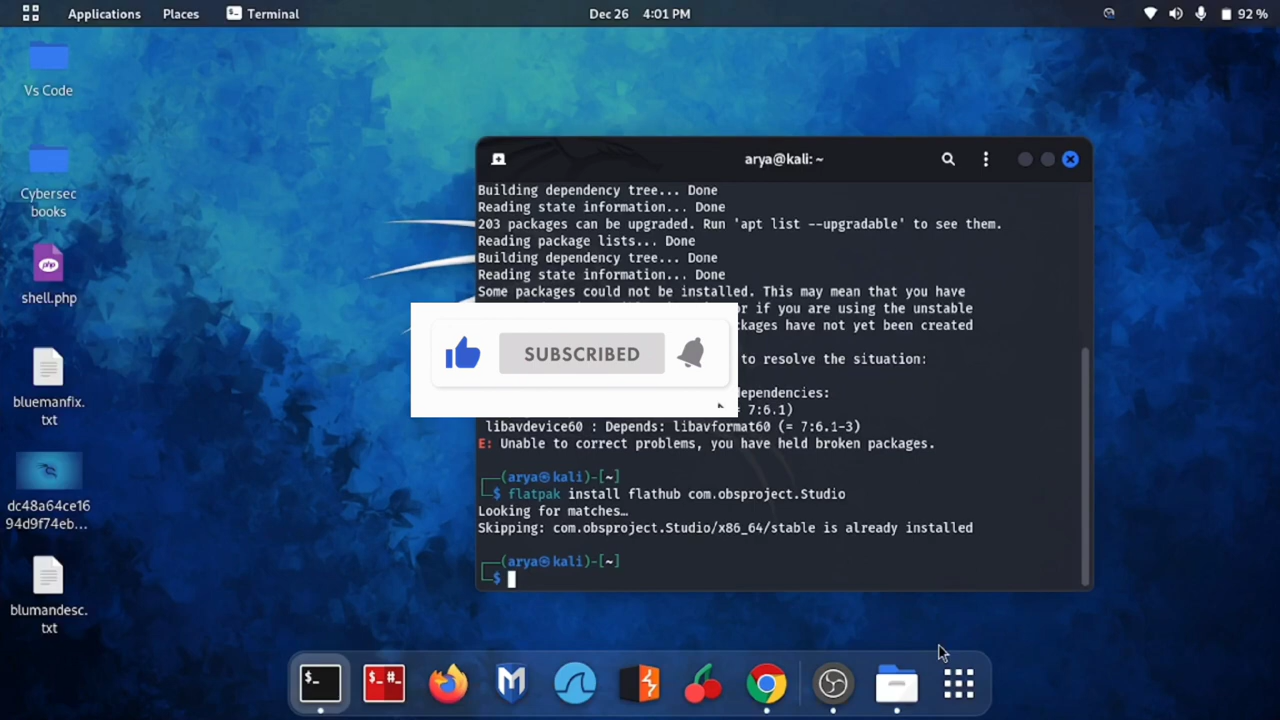 Applications Places Terminal Dec 26 4:01 PM 92 %
Vs Code
Cybersec
books
php
shell.php
bluemanfix.
txt
dc48a64ce16
94d9f74eb...
blumandesc.
txt
arya@kali: ~
Building dependency tree... Done
Reading state information... Done
203 packages can be upgraded. Run 'apt list --upgradable' to see them.
Reading package lists... Done
Building dependency tree... Done
Reading state information... Done
Some packages could not be installed. This may mean that you have
or if you are using the unstable
kages have not yet been created
to resolve the situation:
dependencies:
= 7:6.1)
libavdevice60 : Depends: libavformat60 (= 7:6.1-3)
E: Unable to correct problems, you have held broken packages.
(arya㉿kali)-[~]
$ flatpak install flathub com.obsproject.Studio
Looking for matches…
Skipping: com.obsproject.Studio/x86_64/stable is already installed
(arya㉿kali)-[~]
$
SUBSCRIBED
$_
$_#_